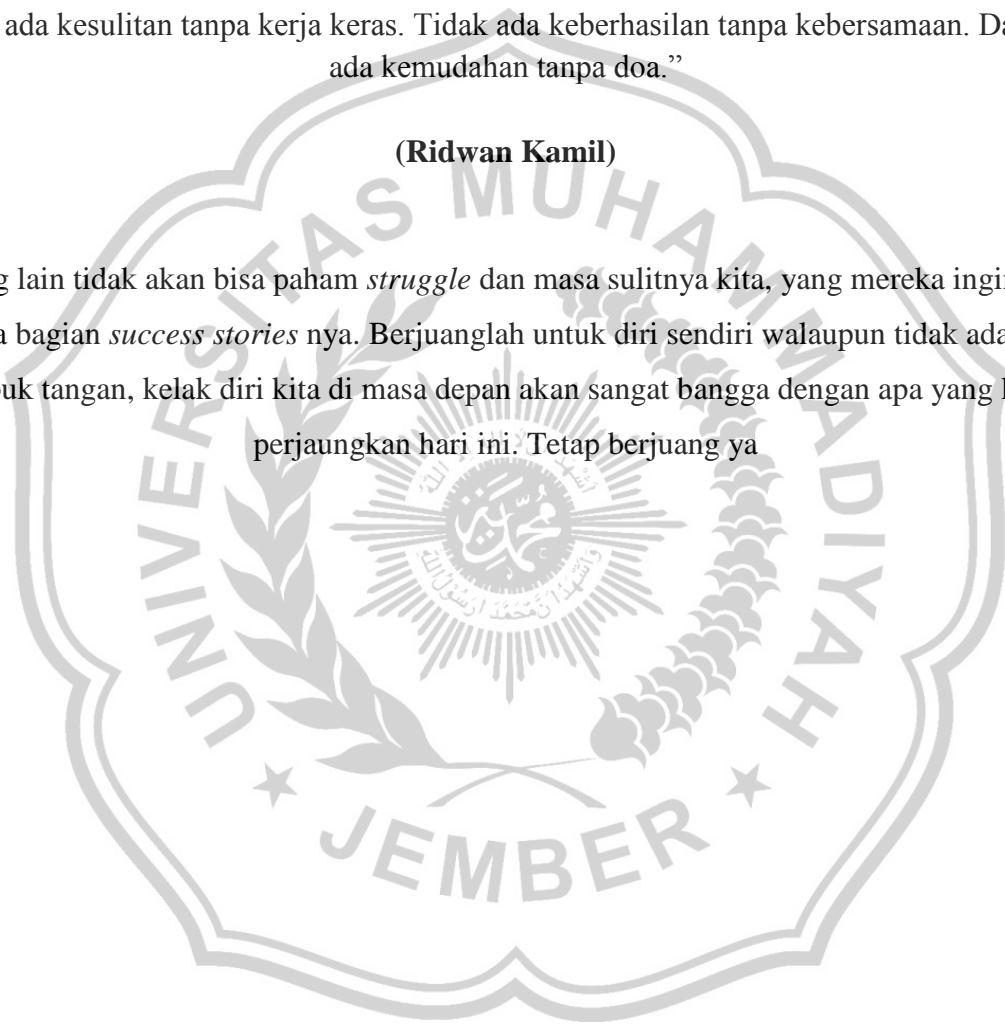 ada kesulitan tanpa kerja keras. Tidak ada keberhasilan tanpa kebersamaan. Da
ada kemudahan tanpa doa.”
(Ridwan Kamil)
g lain tidak akan bisa paham struggle dan masa sulitnya kita, yang mereka ingi
a bagian success stories nya. Berjuanglah untuk diri sendiri walaupun tidak ada
uk tangan, kelak diri kita di masa depan akan sangat bangga dengan apa yang
perjaungkan hari ini. Tetap berjuang ya
UNIVERSITAS MUHAMMADIYAH
JEMBER